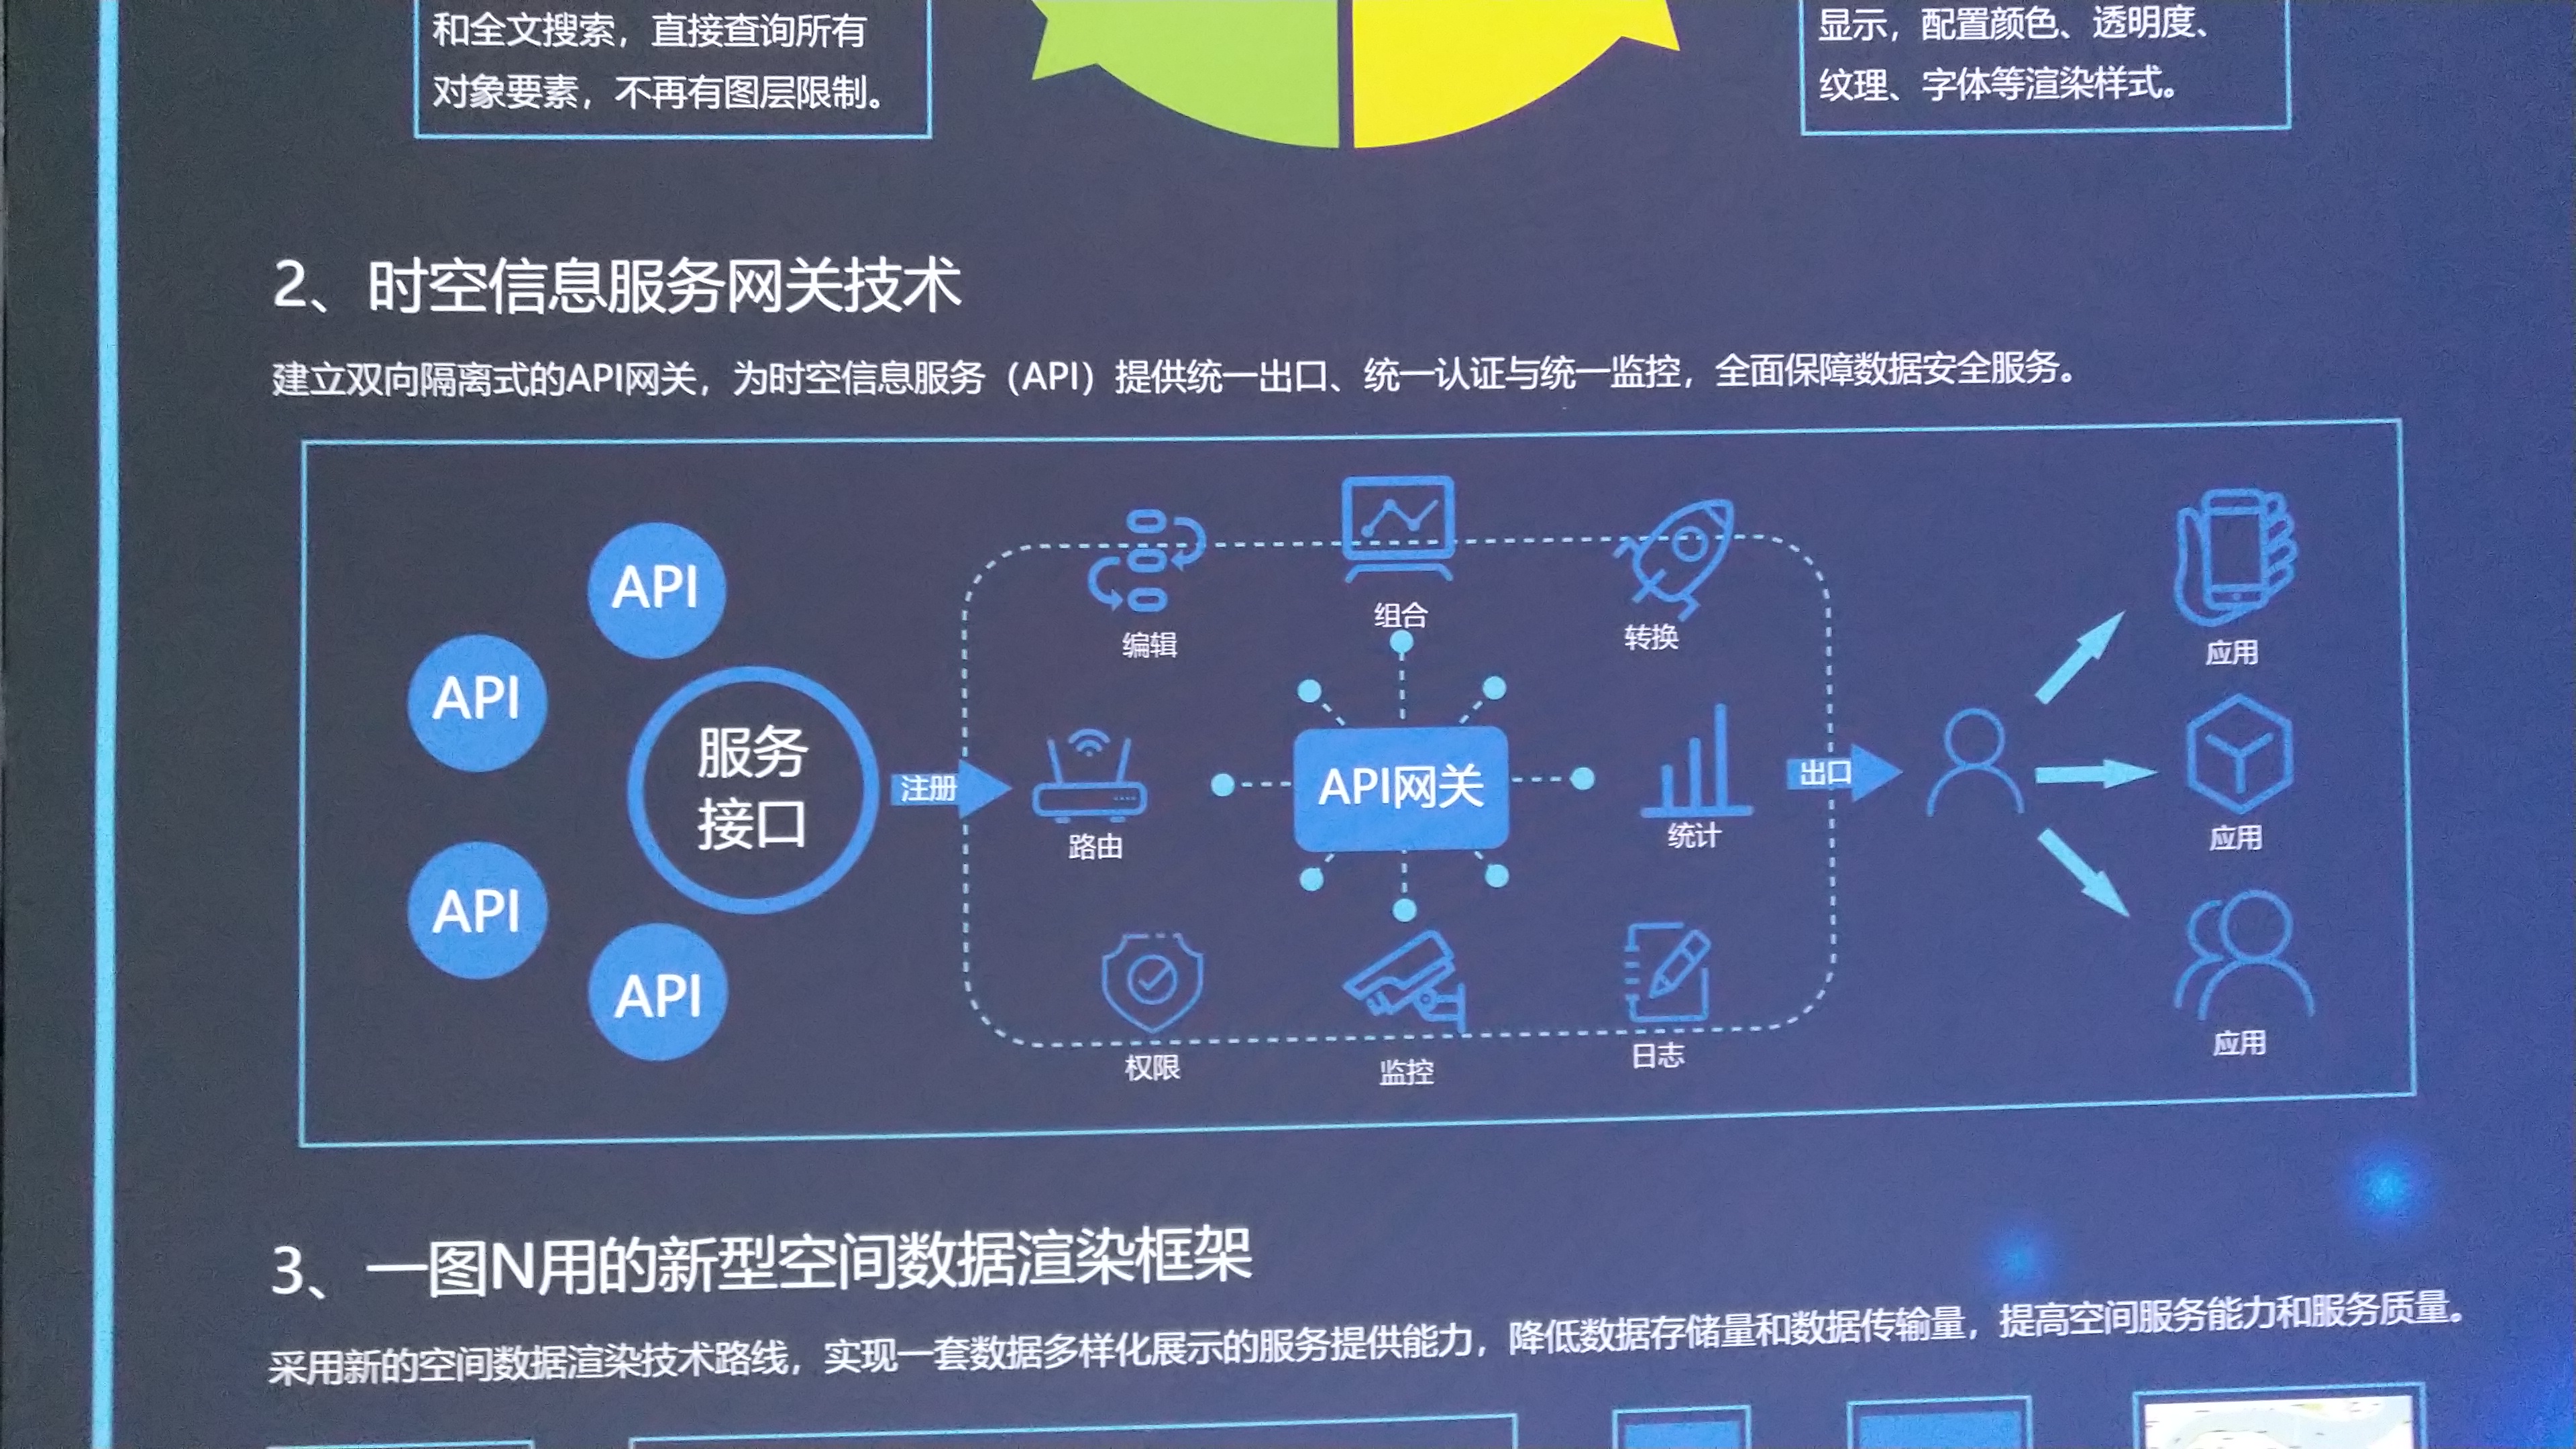 和全文搜索，直接查询所有
对象要素，不再有图层限制。
显示，配置颜色、透明度、
纹理、字体等渲染样式。
2、时空信息服务网关技术
建立双向隔离式的API网关，为时空信息服务（API）提供统一出口、统一认证与统一监控，全面保障数据安全服务。
API
API
API
API
服务
接口
注册
编辑
组合
转换
路由
API网关
统计
权限
监控
日志
出口
应用
应用
应用
3、一图N用的新型空间数据渲染框架
采用新的空间数据渲染技术路线，实现一套数据多样化展示的服务提供能力，降低数据存储量和数据传输量，提高空间服务能力和服务质量。